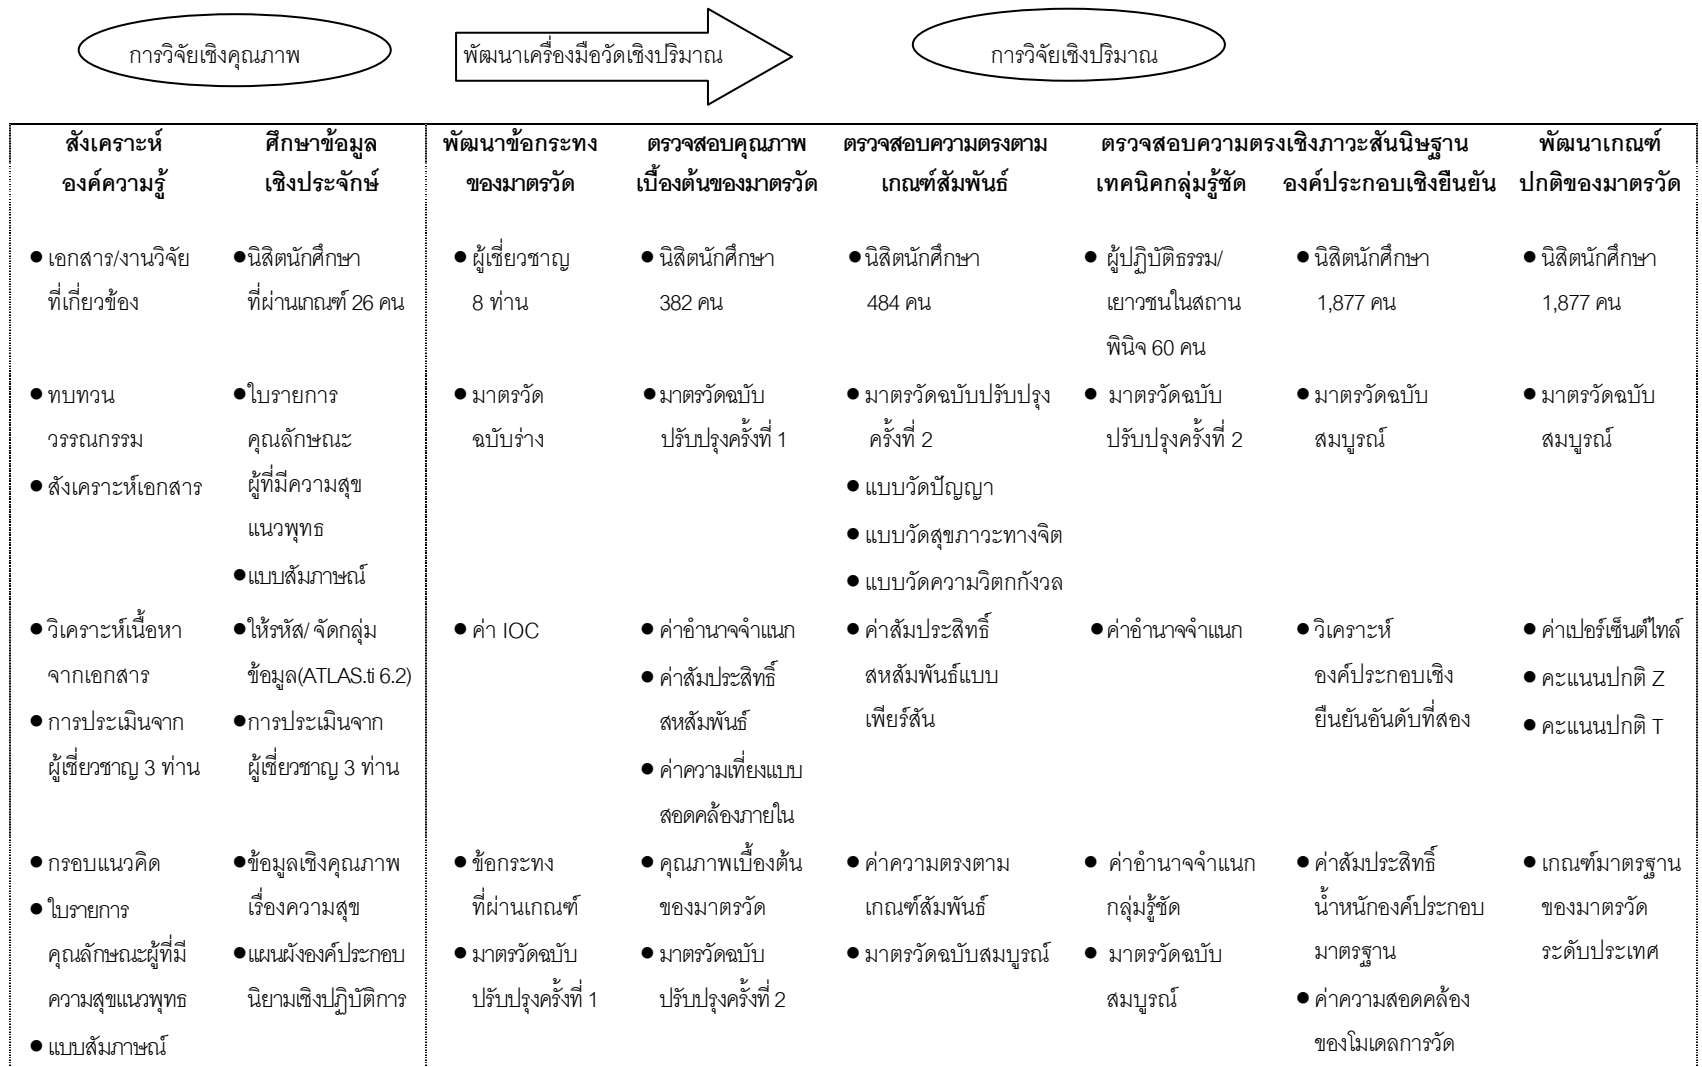 การวิจัยเชิงคุณภาพ
พัฒนาเครื่องมือวัดเชิงปริมาณ
การวิจัยเชิงปริมาณ
สังเคราะห์
องค์ความรู้
ศึกษาข้อมูล
เชิงประจักษ์
พัฒนาข้อกระทง
ของมาตรวัด
ตรวจสอบคุณภาพ
เบื้องต้นของมาตรวัด
ตรวจสอบความตรงตาม
เกณฑ์สัมพันธ์
ตรวจสอบความตรงเชิงภาวะสันนิษฐาน
เทคนิคกลุ่มรู้ชัด
องค์ประกอบเชิงยืนยัน
พัฒนาเกณฑ์
ปกติของมาตรวัด
● เอกสาร/งานวิจัย
ที่เกี่ยวข้อง
●นิสิตนักศึกษา
ที่ผ่านเกณฑ์ 26 คน
● ผู้เชี่ยวชาญ
8 ท่าน
● นิสิตนักศึกษา
382 คน
●นิสิตนักศึกษา
484 คน
● ผู้ปฏิบัติธรรม/
เยาวชนในสถาน
พินิจ 60 คน
● นิสิตนักศึกษา
1,877 คน
● นิสิตนักศึกษา
1,877 คน
● ทบทวน
วรรณกรรม
● สังเคราะห์เอกสาร
●ใบรายการ
คุณลักษณะ
ผู้ที่มีความสุข
แนวพุทธ
●แบบสัมภาษณ์
● มาตรวัด
ฉบับร่าง
●มาตรวัดฉบับ
ปรับปรุงครั้งที่ 1
● มาตรวัดฉบับปรับปรุง
ครั้งที่ 2
● แบบวัดปัญญา
● แบบวัดสุขภาวะทางจิต
● แบบวัดความวิตกกังวล
● มาตรวัดฉบับ
ปรับปรุงครั้งที่ 2
● มาตรวัดฉบับ
สมบูรณ์
● มาตรวัดฉบับ
สมบูรณ์
● วิเคราะห์เนื้อหา
จากเอกสาร
● การประเมินจาก
ผู้เชี่ยวชาญ 3 ท่าน
●ให้รหัส/ จัดกลุ่ม
ข้อมูล(ATLAS.ti 6.2)
●การประเมินจาก
ผู้เชี่ยวชาญ 3 ท่าน
● ค่า IOC
● ค่าอำนาจจำแนก
● ค่าสัมประสิทธิ์
สหสัมพันธ์
● ค่าความเที่ยงแบบ
สอดคล้องภายใน
● ค่าสัมประสิทธิ์
สหสัมพันธ์แบบ
เพียร์สัน
●ค่าอำนาจจำแนก
● วิเคราะห์
องค์ประกอบเชิง
ยืนยันอันดับที่สอง
● ค่าเปอร์เซ็นต์ไทล์
● คะแนนปกติ Z
● คะแนนปกติ T
● กรอบแนวคิด
● ใบรายการ
คุณลักษณะผู้ที่มี
ความสุขแนวพุทธ
● แบบสัมภาษณ์
●ข้อมูลเชิงคุณภาพ
เรื่องความสุข
●แผนผังองค์ประกอบ
นิยามเชิงปฏิบัติการ
● ข้อกระทง
ที่ผ่านเกณฑ์
● มาตรวัดฉบับ
ปรับปรุงครั้งที่ 1
● คุณภาพเบื้องต้น
ของมาตรวัด
● มาตรวัดฉบับ
ปรับปรุงครั้งที่ 2
● ค่าความตรงตาม
เกณฑ์สัมพันธ์
● มาตรวัดฉบับสมบูรณ์
● ค่าอำนาจจำแนก
กลุ่มรู้ชัด
● มาตรวัดฉบับ
สมบูรณ์
● ค่าสัมประสิทธิ์
น้ำหนักองค์ประกอบ
มาตรฐาน
● ค่าความสอดคล้อง
ของโมเดลการวัด
● เกณฑ์มาตรฐาน
ของมาตรวัด
ระดับประเทศ